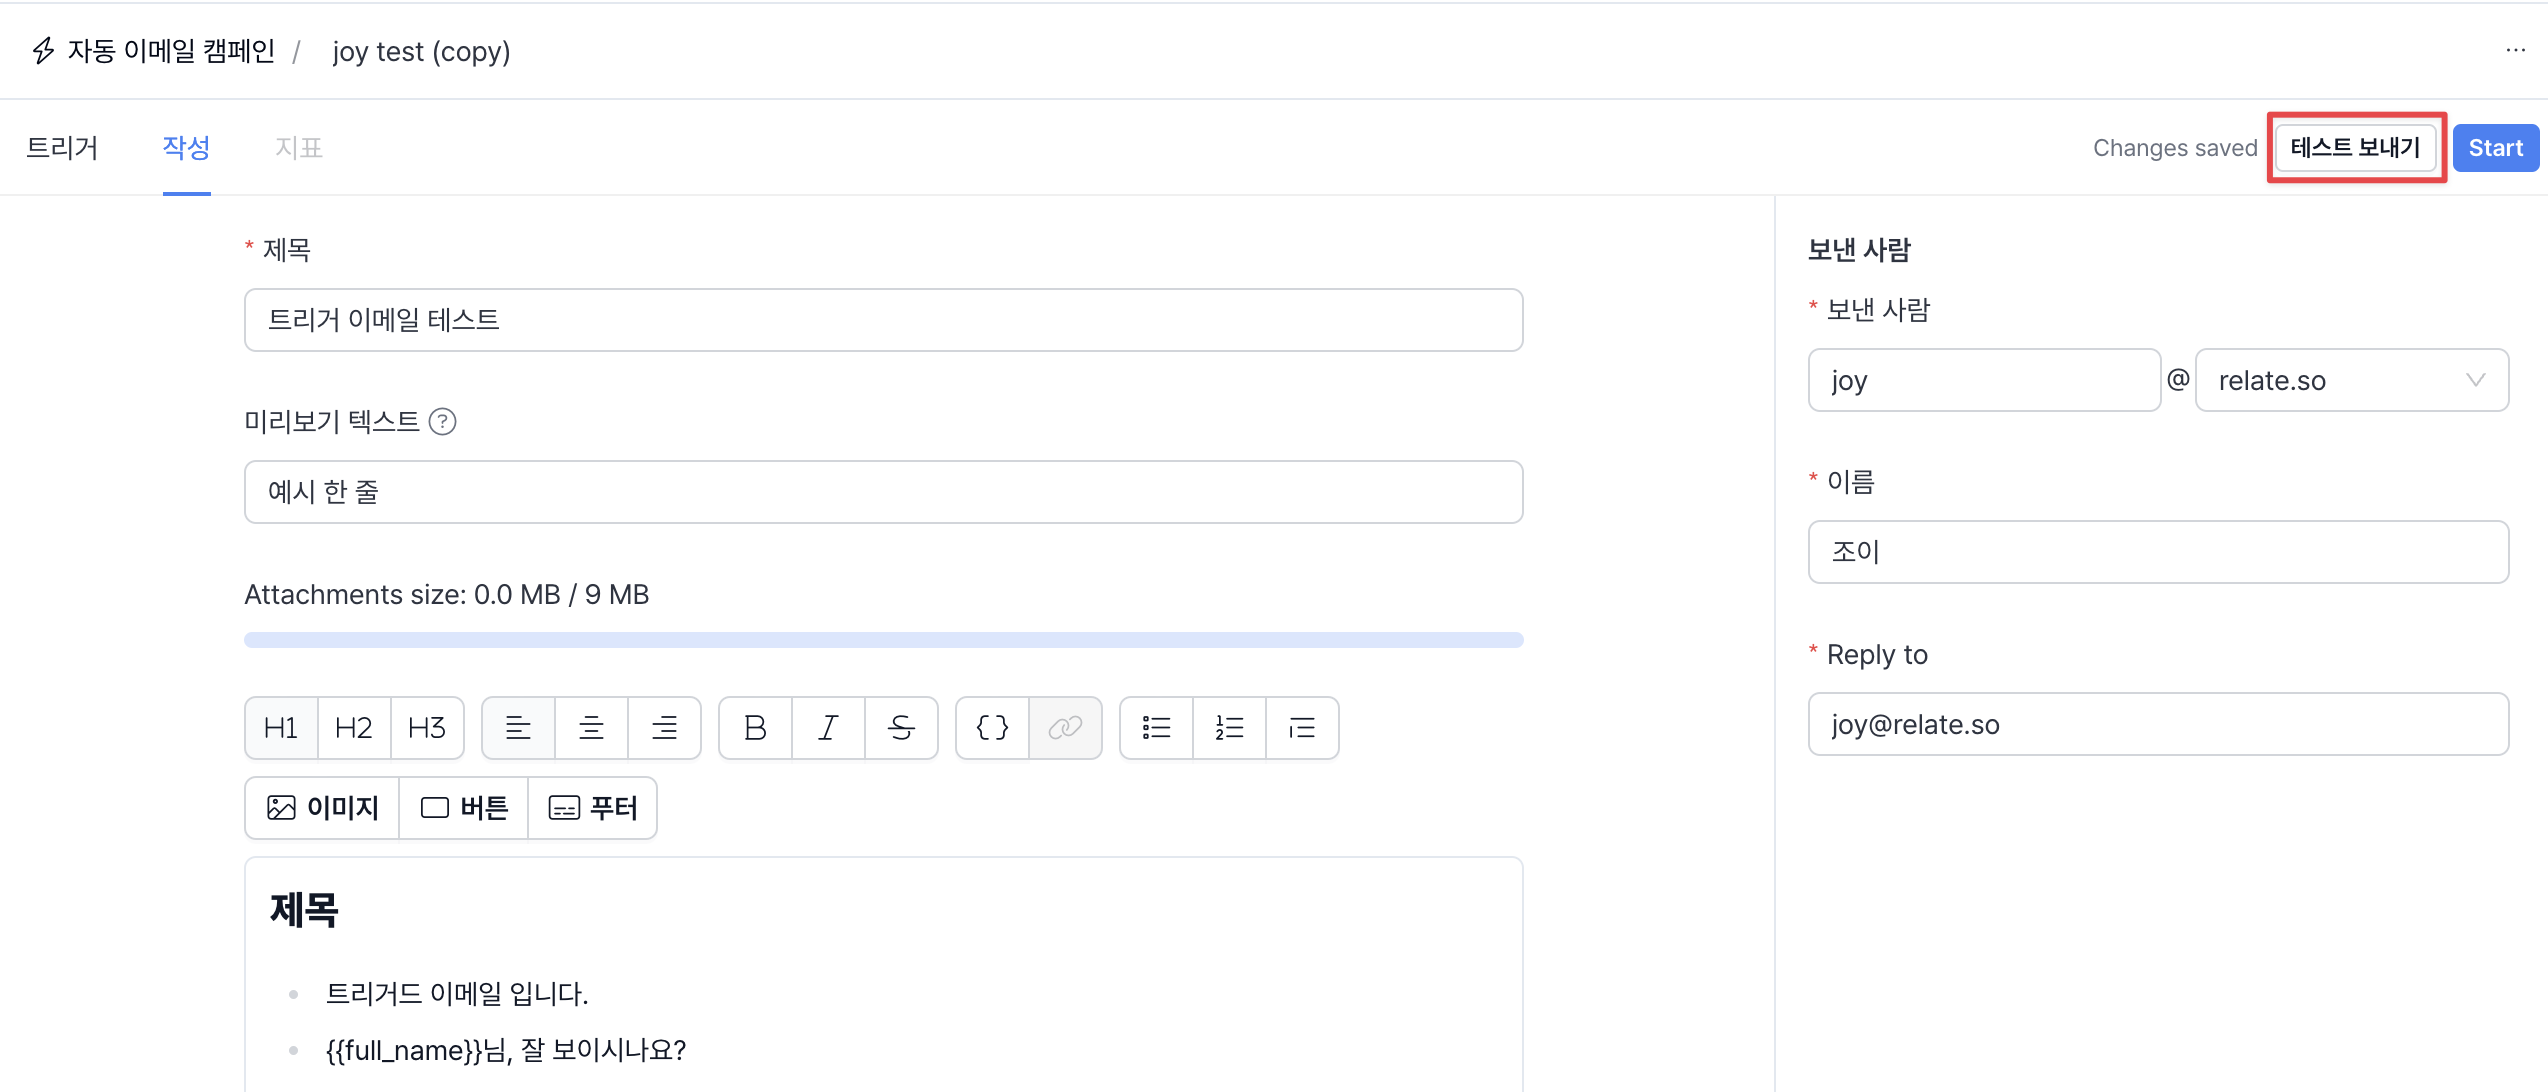 자동 이메일 캠페인 / joy test (copy) ...
트리거 작성 지표 Changes saved 테스트 보내기 Start
* 제목
트리거 이메일 테스트
미리보기 텍스트 ?
예시 한 줄
Attachments size: 0.0 MB / 9 MB
H1 H2 H3 B I S {}
이미지 버튼 푸터
제목
트리거드 이메일 입니다.
{{full_name}}님, 잘 보이시나요?
보낸 사람
* 보낸 사람
joy @ relate.so
* 이름
조이
* Reply to
joy@relate.so